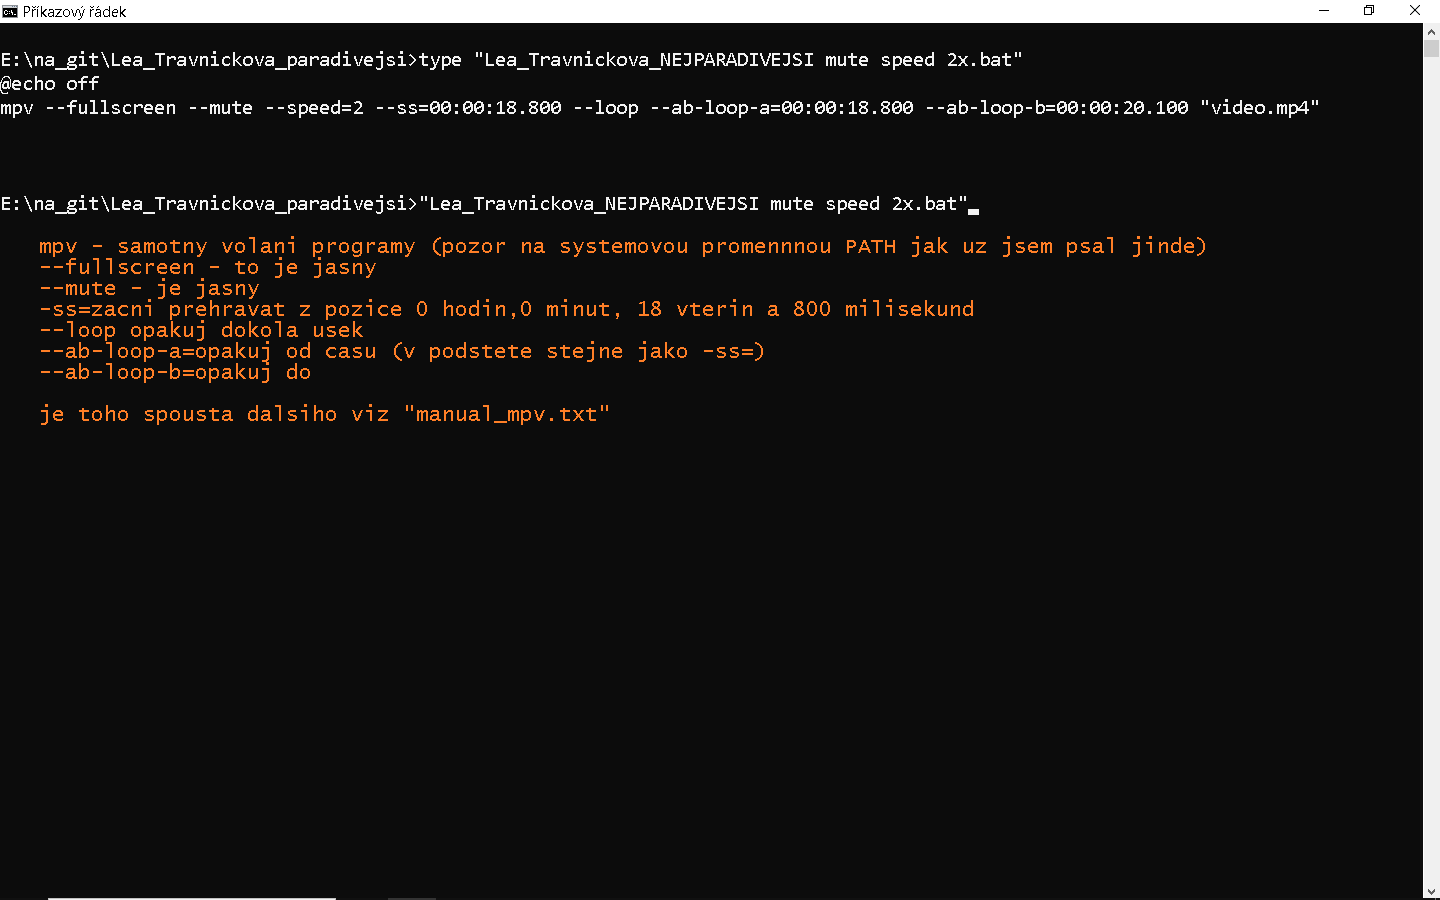 Příkazový řádek
E:\na_git\Lea_Travnickova_paradivejsi>type "Lea_Travnickova_NEJPARADIVEJSI mute speed 2x.bat"
@echo off
mpv --fullscreen --mute --speed=2 --ss=00:00:18.800 --loop --ab-loop-a=00:00:18.800 --ab-loop-b=00:00:20.100 "video.mp4"
E:\na_git\Lea_Travnickova_paradivejsi>"Lea_Travnickova_NEJPARADIVEJSI mute speed 2x.bat"
mpv - samotny volani programy (pozor na systemovou promennnou PATH jak uz jsem psal jinde)
--fullscreen - to je jasny
--mute - je jasny
-ss=zacni prehravat z pozice 0 hodin,0 minut, 18 vterin a 800 milisekund
--loop opakuj dokola usek
--ab-loop-a=opakuj od casu (v podstete stejne jako -ss=)
--ab-loop-b=opakuj do
je toho spousta dalsiho viz "manual_mpv.txt"